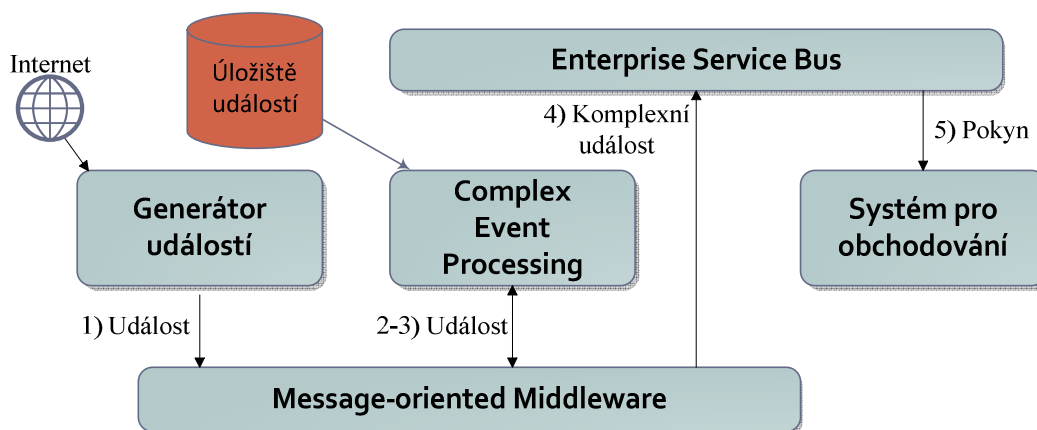 Internet
Úložiště
událostí
Enterprise Service Bus
4) Komplexní
událost
5) Pokyn
Generátor
událostí
Complex
Event
Processing
Systém pro
obchodování
1) Událost
2-3) Událost
Message-oriented Middleware